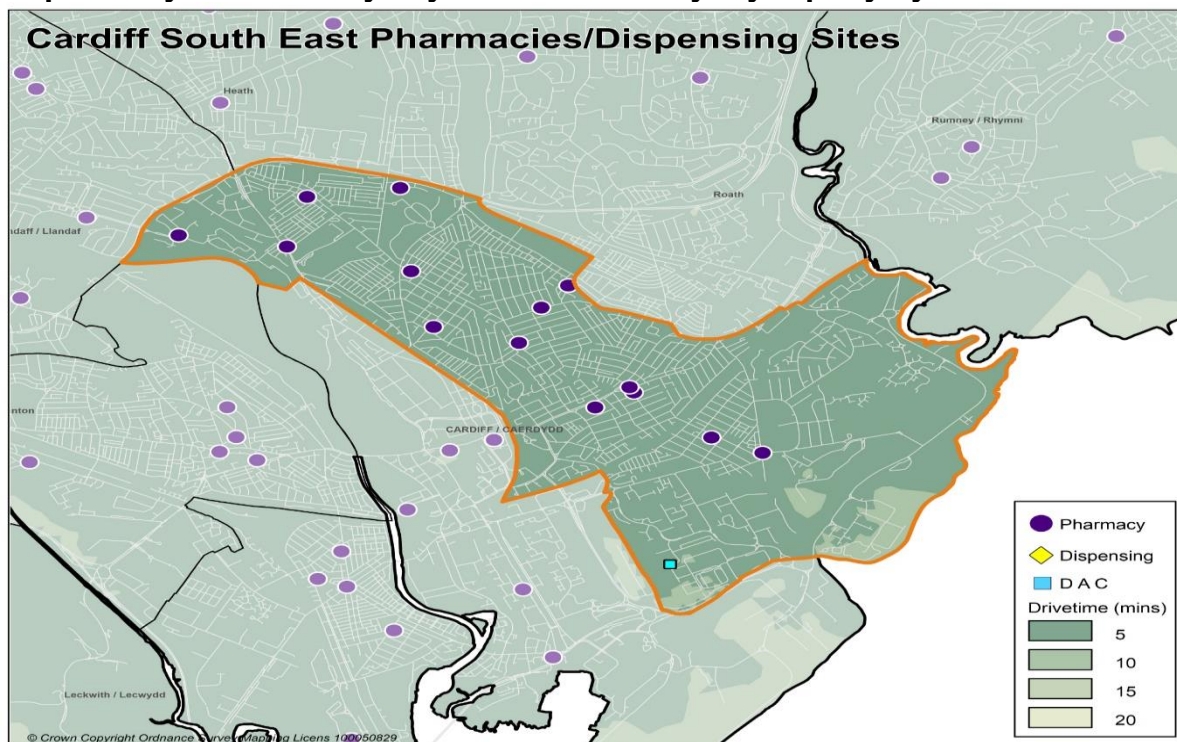 Cardiff South East Pharmacies/Dispensing Sites
Heath
Rumney / Rhymni
Roath
ndaff / Llandaf
nton
CARDIFF / CAERDYDD
Leckwith / Lecwydd
Pharmacy
Dispensing
D A C
Drivetime (mins)
5
10
15
20
© Crown Copyright Ordnance Survey Mapping Licens 100050829